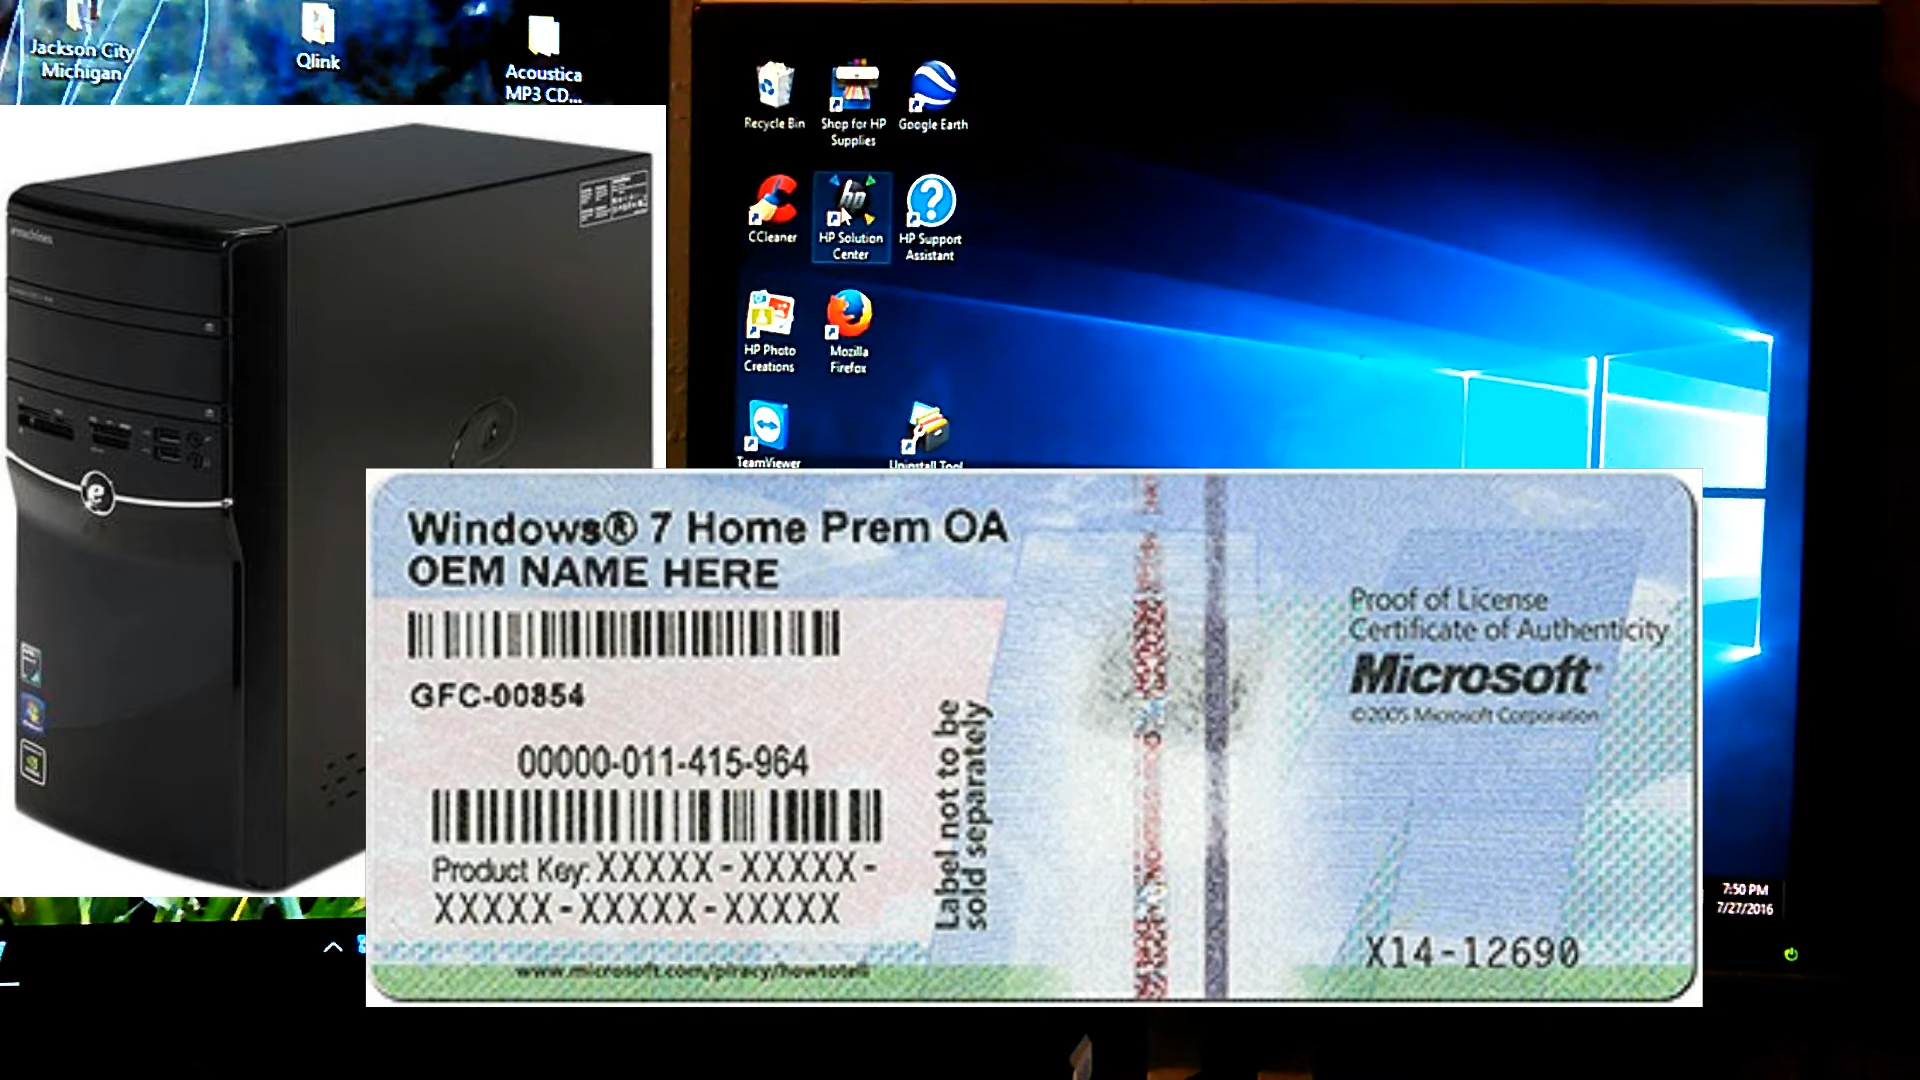 Jackson City
Michigan
Qlink
Acoustica
MP3 CD...
Recycle Bin
Shop for HP
Supplies
Google Earth
CCleaner
HP Solution
Center
HP Support
Assistant
HP Photo
Creations
Mozilla
Firefox
TeamViewer
Uninstall Tool
hp
emachines
e
Windows® 7 Home Prem OA
OEM NAME HERE
GFC-00854
00000-011-415-964
Product Key: XXXXX-XXXXX-
XXXXX-XXXXX-XXXXX
www.microsoft.com/piracy/howtotell
Label not to be
sold separately
Proof of License
Certificate of Authenticity
Microsoft
©2005 Microsoft Corporation
X14-12690
7:50 PM
7/27/2016